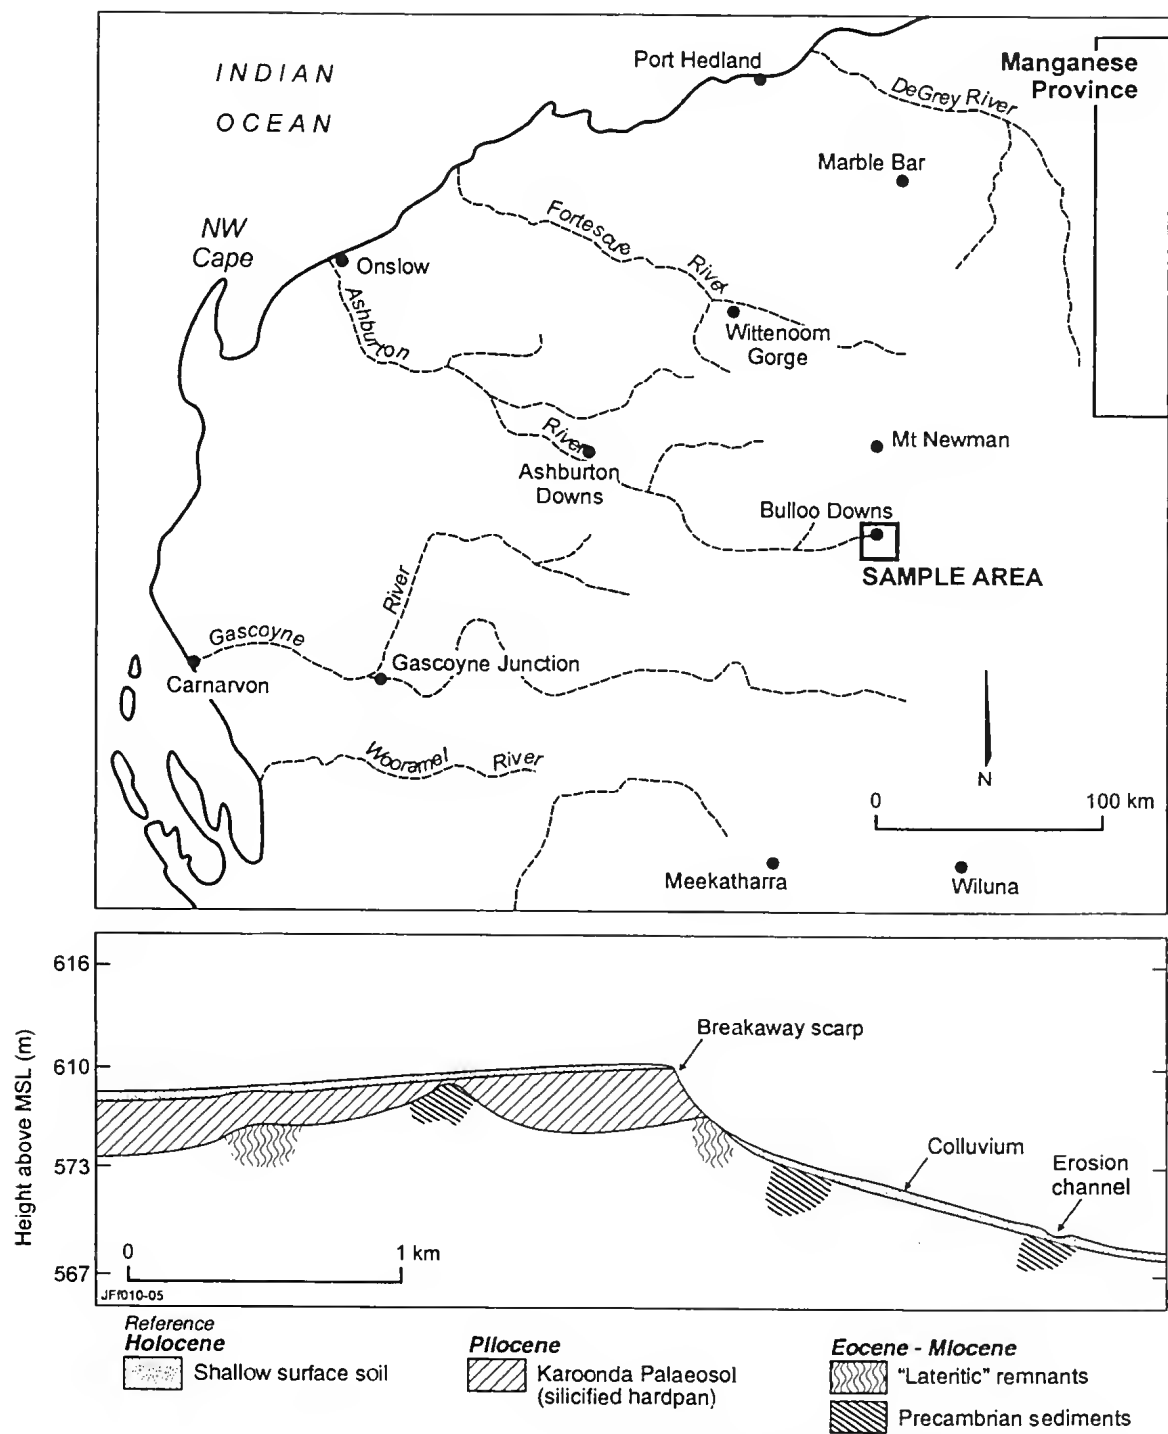 INDIAN
OCEAN
Port Hedland
Manganese
Province
DeGrey River
Marble Bar
NW
Cape
Fortescue
River
Onslow
Ashburton
Wittenoom
Gorge
River
Ashburton
Downs
Mt Newman
Bulloo Downs
SAMPLE AREA
River
Gascoyne
Gascoyne Junction
Carnarvon
Wooramel River
N
0 100 km
Meekatharra
Wiluna
616
610
573
567
Height above MSL (m)
Breakaway scarp
Colluvium
Erosion
channel
0 1 km
JFf010-05
Reference
Holocene
Shallow surface soil
Pliocene
Karoonda Palaeosol
(silicified hardpan)
Eocene - Miocene
"Lateritic" remnants
Precambrian sediments